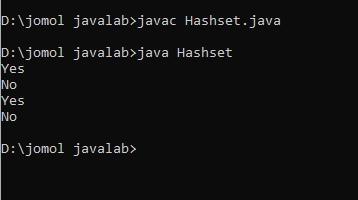 D:\jomol javalab>javac Hashset.java
D:\jomol javalab>java Hashset
Yes
No
Yes
No
D:\jomol javalab>